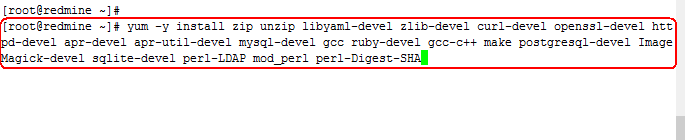 [root@redmine ~]#
[root@redmine ~]# yum -y install zip unzip libyaml-devel zlib-devel curl-devel openssl-devel htt
pd-devel apr-devel apr-util-devel mysql-devel gcc ruby-devel gcc-c++ make postgresql-devel Image
Magick-devel sqlite-devel perl-LDAP mod_perl perl-Digest-SHA